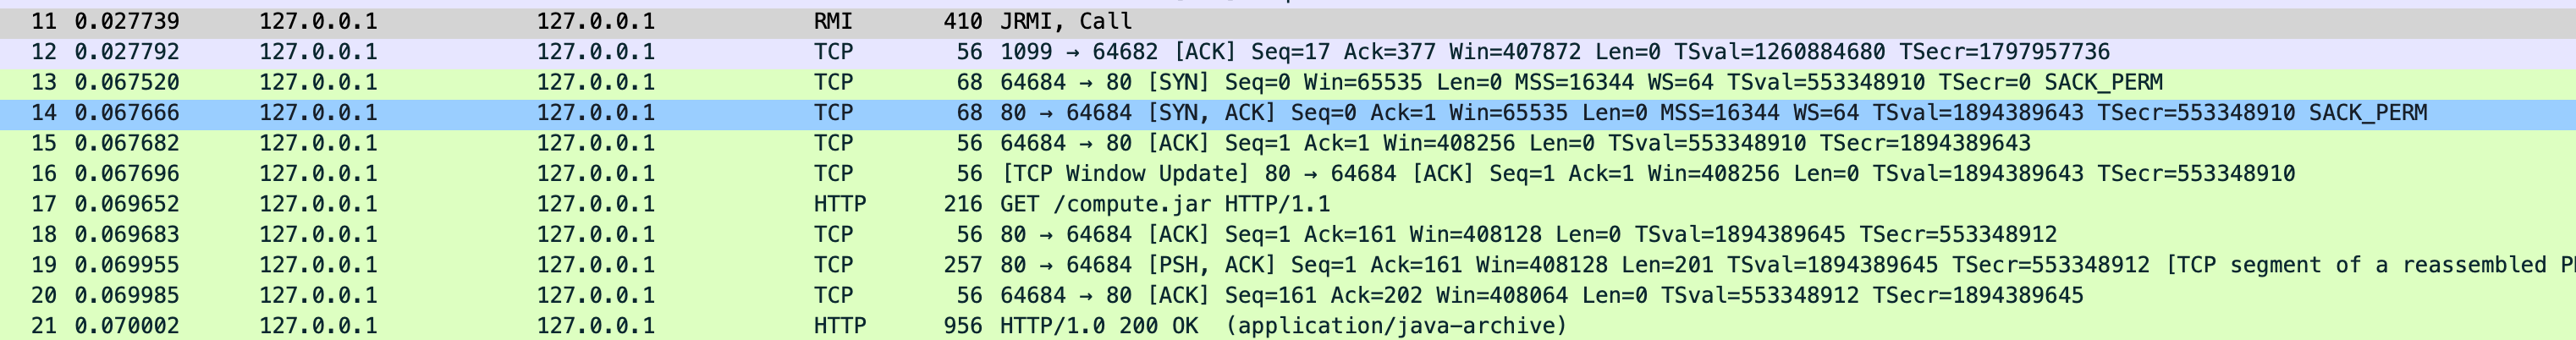 11 0.027739 127.0.0.1 127.0.0.1 RMI 410 JRMI, Call
12 0.027792 127.0.0.1 127.0.0.1 TCP 56 1099 → 64682 [ACK] Seq=17 Ack=377 Win=407872 Len=0 TSval=1260884680 TSecr=1797957736
13 0.067520 127.0.0.1 127.0.0.1 TCP 68 64684 → 80 [SYN] Seq=0 Win=65535 Len=0 MSS=16344 WS=64 TSval=553348910 TSecr=0 SACK_PERM
14 0.067666 127.0.0.1 127.0.0.1 TCP 68 80 → 64684 [SYN, ACK] Seq=0 Ack=1 Win=65535 Len=0 MSS=16344 WS=64 TSval=1894389643 TSecr=553348910 SACK_PERM
15 0.067682 127.0.0.1 127.0.0.1 TCP 56 64684 → 80 [ACK] Seq=1 Ack=1 Win=408256 Len=0 TSval=553348910 TSecr=1894389643
16 0.067696 127.0.0.1 127.0.0.1 TCP 56 [TCP Window Update] 80 → 64684 [ACK] Seq=1 Ack=1 Win=408256 Len=0 TSval=1894389643 TSecr=553348910
17 0.069652 127.0.0.1 127.0.0.1 HTTP 216 GET /compute.jar HTTP/1.1
18 0.069683 127.0.0.1 127.0.0.1 TCP 56 80 → 64684 [ACK] Seq=1 Ack=161 Win=408128 Len=0 TSval=1894389645 TSecr=553348912
19 0.069955 127.0.0.1 127.0.0.1 TCP 257 80 → 64684 [PSH, ACK] Seq=1 Ack=161 Win=408128 Len=201 TSval=1894389645 TSecr=553348912 [TCP segment of a reassembled
20 0.069985 127.0.0.1 127.0.0.1 TCP 56 64684 → 80 [ACK] Seq=161 Ack=202 Win=408064 Len=0 TSval=553348912 TSecr=1894389645
21 0.070002 127.0.0.1 127.0.0.1 HTTP 956 HTTP/1.0 200 OK (application/java-archive)